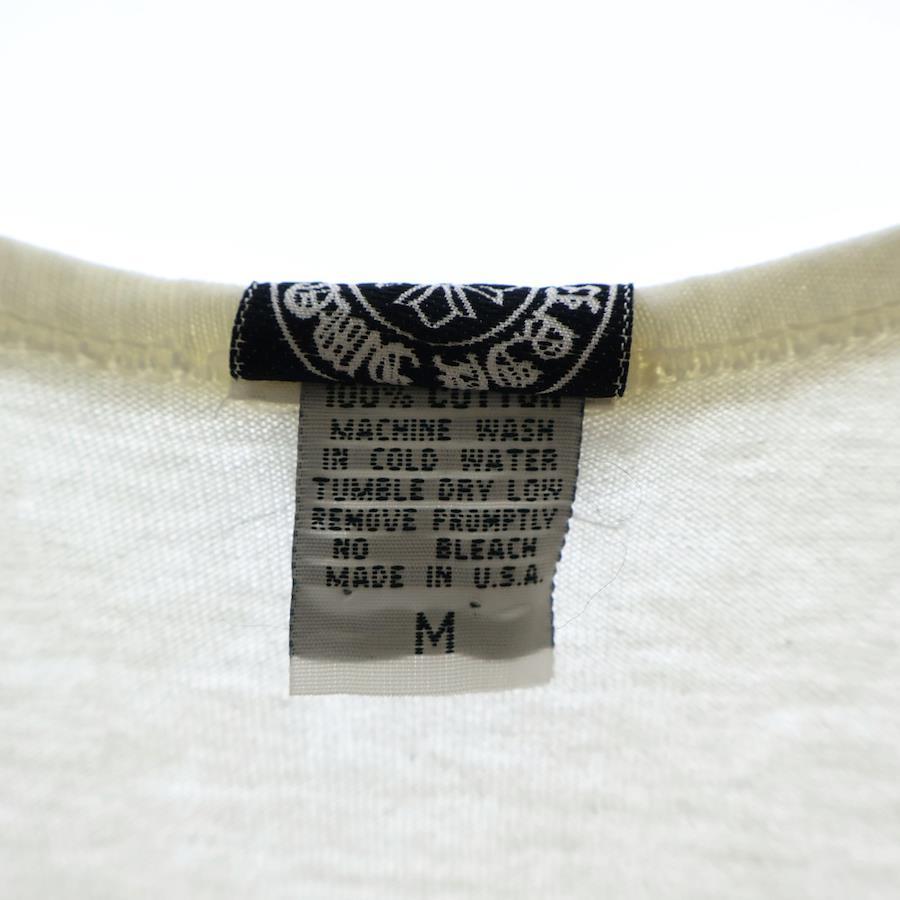 100% COTTON
MACHINE WASH
IN COLD WATER
TUMBLE DRY LOW
REMOVE PROMPTLY
NO BLEACH
MADE IN U.S.A.
M